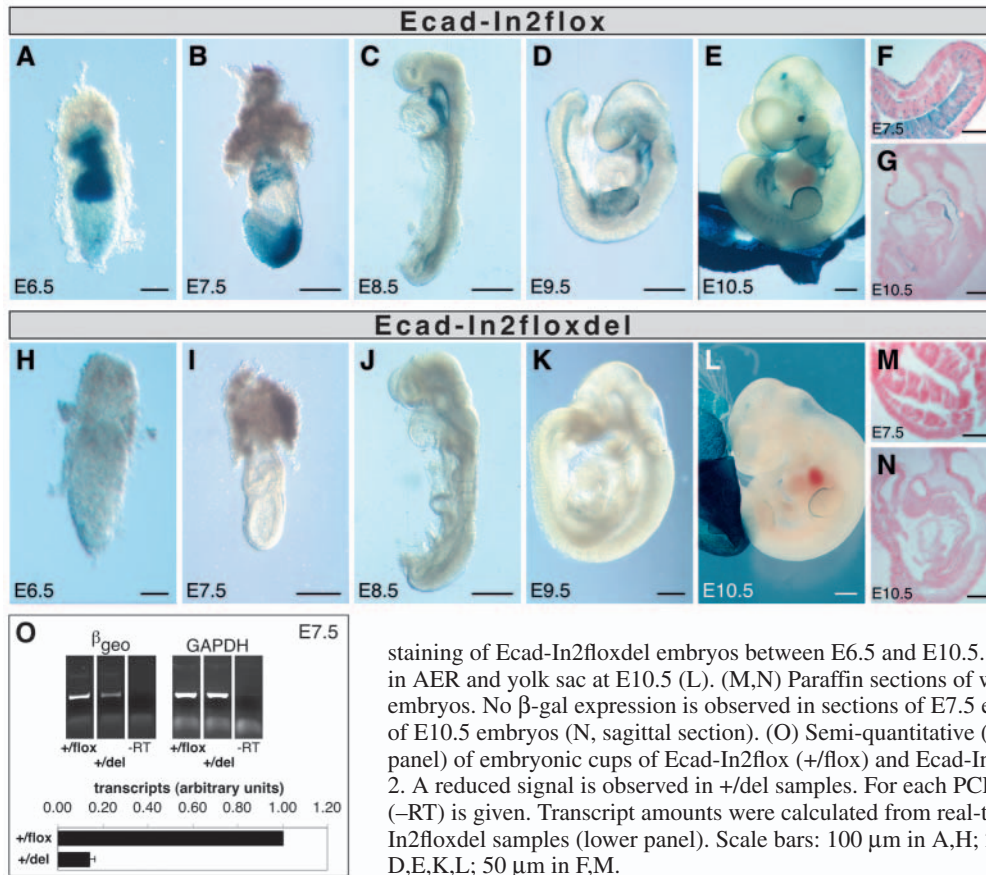 Ecad-In2flox
A
B
C
D
E
F
E7.5
G
E6.5
E7.5
E8.5
E9.5
E10.5
E10.5
Ecad-In2floxdel
H
I
J
K
L
M
E7.5
N
E6.5
E7.5
E8.5
E9.5
E10.5
E10.5
O
E7.5
βgeo GAPDH
+/flox -RT +/flox -RT
+/del +/del
transcripts (arbitrary units)
0.00 0.20 0.40 0.60 0.80 1.00 1.20
+/flox
+/del
staining of Ecad-In2floxdel embryos between E6.5 and E10.5.
in AER and yolk sac at E10.5 (L). (M,N) Paraffin sections of
embryos. No β-gal expression is observed in sections of E7.5
of E10.5 embryos (N, sagittal section). (O) Semi-quantitative (
panel) of embryonic cups of Ecad-In2flox (+/flox) and Ecad-In
2. A reduced signal is observed in +/del samples. For each PCR
(–RT) is given. Transcript amounts were calculated from real-t
In2floxdel samples (lower panel). Scale bars: 100 μm in A,H;
D,E,K,L; 50 μm in F,M.